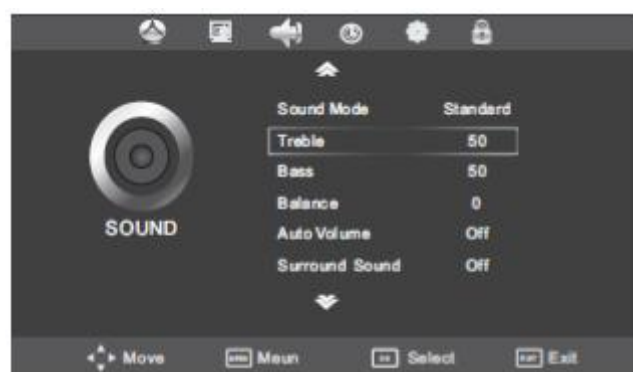 Sound Mode Standard
Treble 50
Bass 50
Balance 0
SOUND
Auto Volume Off
Surround Sound Off
Move Meun Select Exit